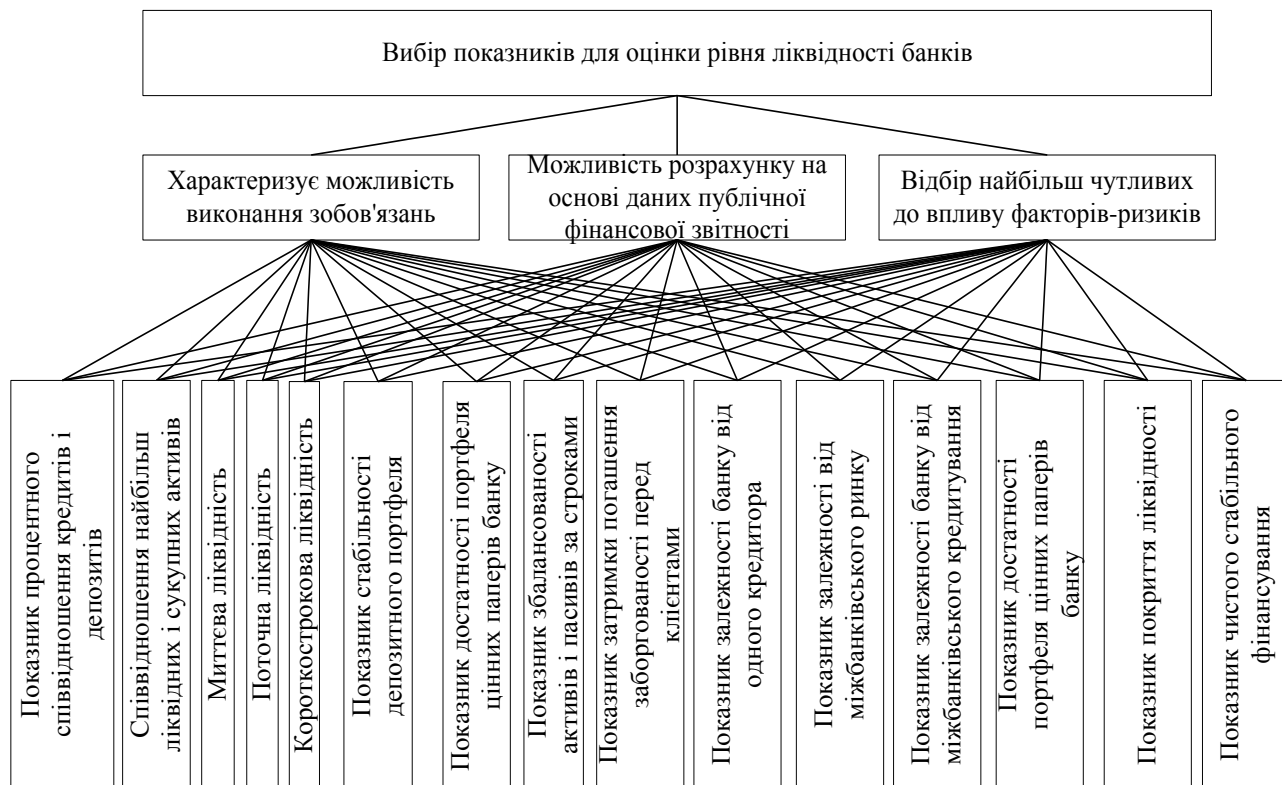 Вибір показників для оцінки рівня ліквідності банків
Характеризує можливість
виконання зобов'язань
Можливість розрахунку на
основі даних публічної
фінансової звітності
Відбір найбільш чутливих
до впливу факторів-ризиків
Показник процентного
співвідношення кредитів і
депозитів
Співвідношення найбільш
ліквідних і сукупних активів
Миттєва ліквідність
Поточна ліквідність
Короткострокова ліквідність
Показник стабільності
депозитного портфеля
Показник достатності портфеля
цінних паперів банку
Показник збалансованості
активів і пасивів за строками
Показник затримки погашення
заборгованості перед
клієнтами
Показник залежності банку від
одного кредитора
Показник залежності від
міжбанківського ринку
Показник залежності банку від
міжбанківського кредитування
Показник достатності
портфеля цінних паперів
банку
Показник покриття ліквідності
Показник чистого стабільного
фінансування